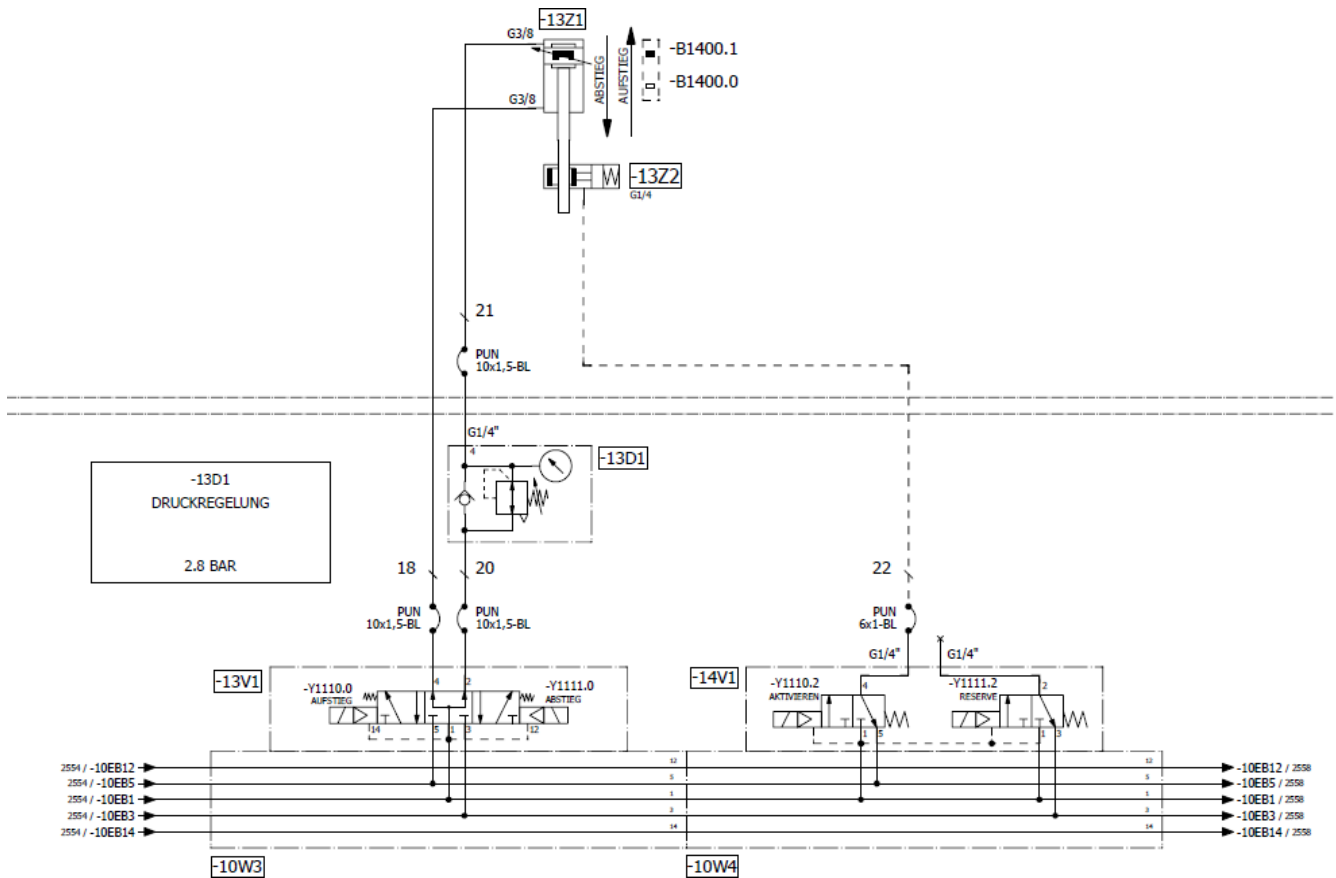 -13Z1
G3/8
-B1400.1
ABSTIEG
AUFSTIEG
-B1400.0
G3/8
-13Z2
G1/4
21
PUN
10x1,5-BL
G1/4"
4
-13D1
-13D1
DRUCKREGELUNG
2.8 BAR
18
20
22
PUN
10x1,5-BL
PUN
10x1,5-BL
PUN
6x1-BL
G1/4"
G1/4"
-13V1
-Y1110.0
AUFSTIEG
4
2
-Y1111.0
ABSTIEG
14
5
1
3
12
-14V1
-Y1110.2
AKTIVIEREN
4
-Y1111.2
RESERVE
2
1
5
1
3
2554 / -10EB12
12
12
-10EB12 / 2558
2554 / -10EB5
5
5
-10EB5 / 2558
2554 / -10EB1
1
1
-10EB1 / 2558
2554 / -10EB3
3
3
-10EB3 / 2558
2554 / -10EB14
14
14
-10EB14 / 2558
-10W3
-10W4